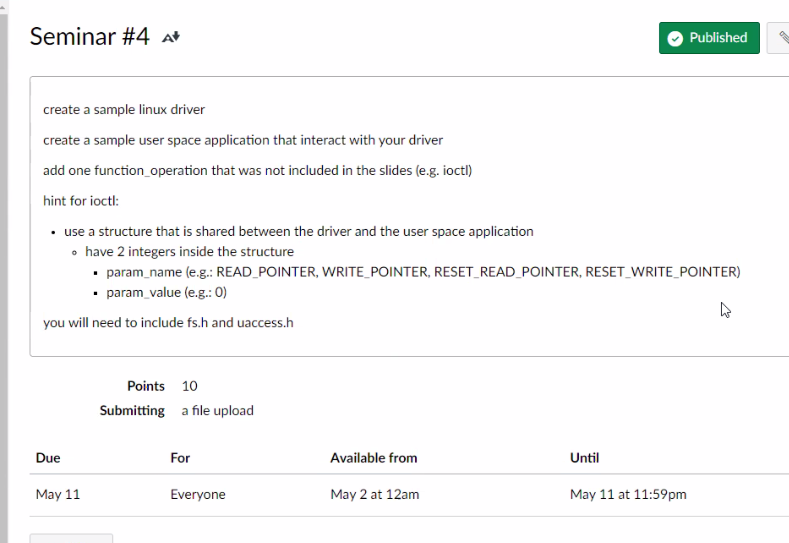 Seminar #4
Published
create a sample linux driver
create a sample user space application that interact with your driver
add one function_operation that was not included in the slides (e.g. ioctl)
hint for ioctl:
use a structure that is shared between the driver and the user space application
have 2 integers inside the structure
param_name (e.g.: READ_POINTER, WRITE_POINTER, RESET_READ_POINTER, RESET_WRITE_POINTER)
param_value (e.g.: 0)
you will need to include fs.h and uaccess.h
Points 10
Submitting a file upload
Due For Available from Until
May 11 Everyone May 2 at 12am May 11 at 11:59pm